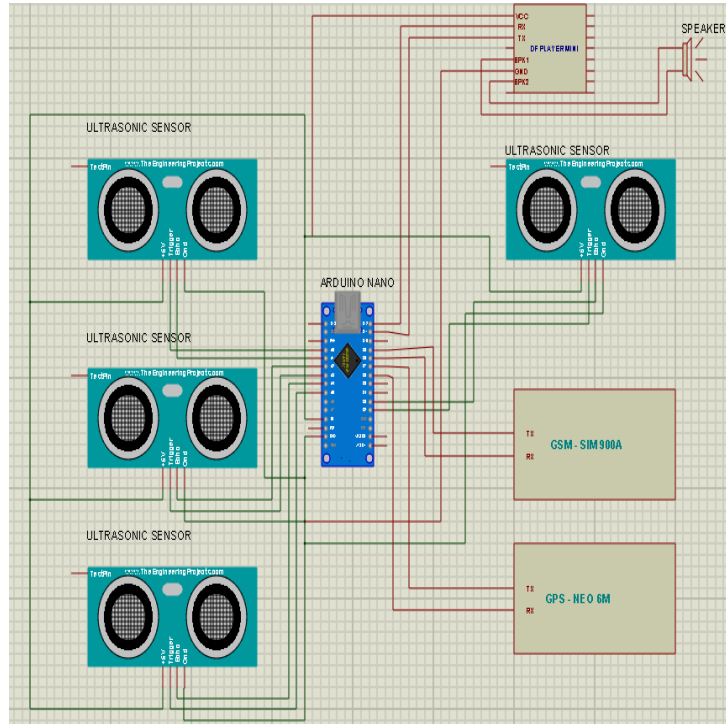 VCC
RX
TX
DFPLAYERMINI
SPK1
GND
SPK2
SPEAKER
ULTRASONIC SENSOR
TestPin
www.TheEngineeringProjects.com
+5V
Trigger
Echo
Gnd
ULTRASONIC SENSOR
TestPin
www.TheEngineeringProjects.com
+5V
Trigger
Echo
Gnd
ARDUINO NANO
ULTRASONIC SENSOR
TestPin
www.TheEngineeringProjects.com
+5V
Trigger
Echo
Gnd
TX
RX
GSM - SIM900A
ULTRASONIC SENSOR
TestPin
www.TheEngineeringProjects.com
+5V
Trigger
Echo
Gnd
TX
RX
GPS - NEO 6M